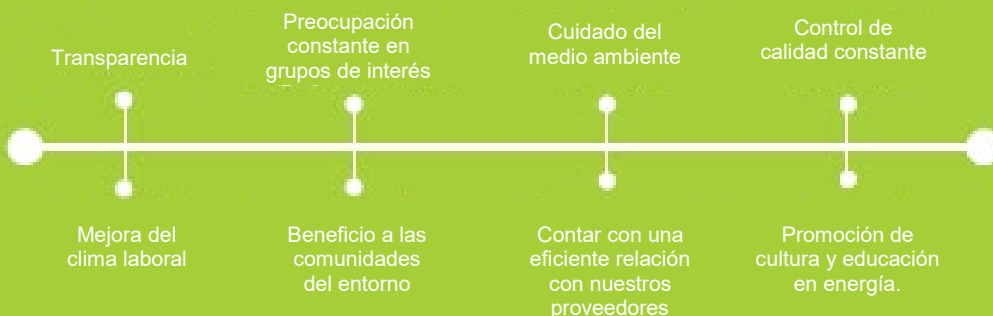 Transparencia
Preocupación
constante en
grupos de interés
Cuidado del
medio ambiente
Control de
calidad constante
Mejora del
clima laboral
Beneficio a las
comunidades
del entorno
Contar con una
eficiente relación
con nuestros
proveedores
Promoción de
cultura y educación
en energía.